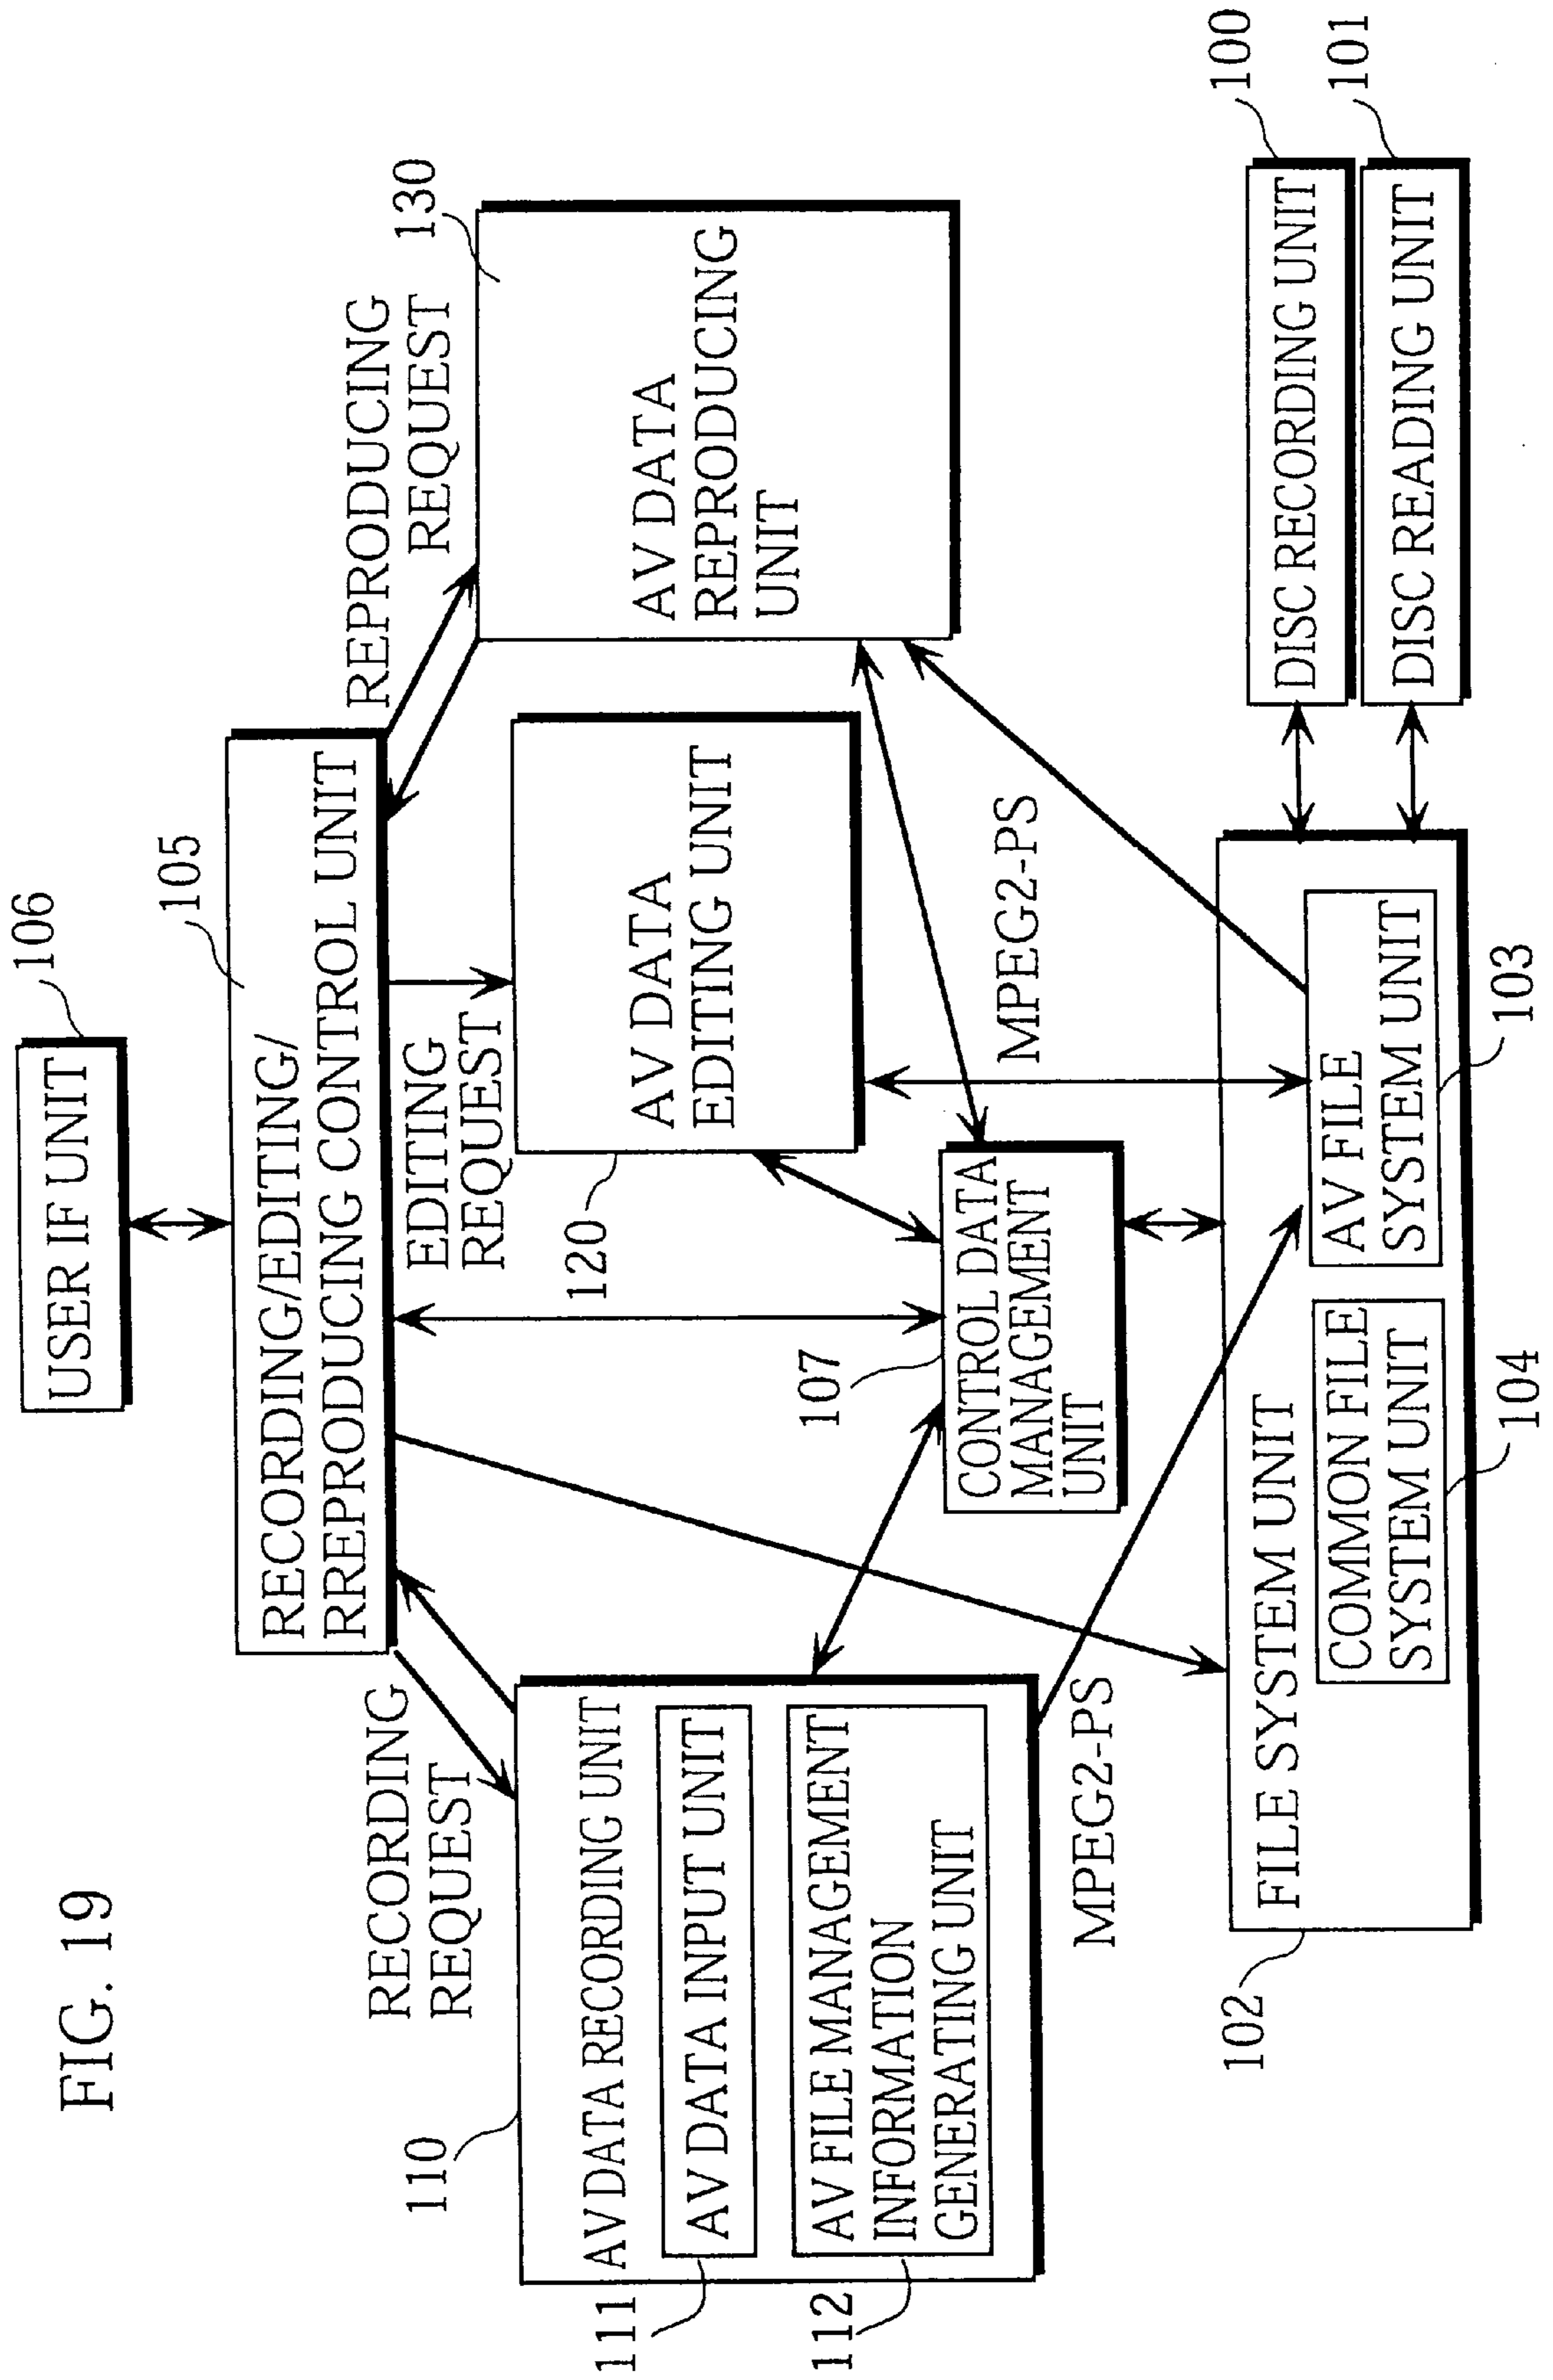 FIG. 19
USER IF UNIT
106
105
RECORDING/EDITING/
RREPRODUCING CONTROL UNIT
RECORDING
REQUEST
EDITING
REQUEST
REPRODUCING
REQUEST
110
AV DATA RECORDING UNIT
111
AV DATA INPUT UNIT
112
AV FILE MANAGEMENT
INFORMATION
GENERATING UNIT
120
AV DATA
EDITING UNIT
130
AV DATA
REPRODUCING
UNIT
107
CONTROL DATA
MANAGEMENT
UNIT
MPEG2-PS
MPEG2-PS
102
FILE SYSTEM UNIT
COMMON FILE
SYSTEM UNIT
104
AV FILE
SYSTEM UNIT
103
DISC RECORDING UNIT
100
DISC READING UNIT
101